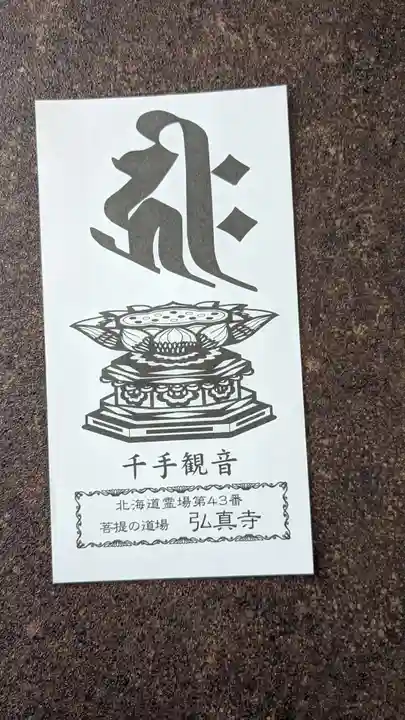 ह्रीः
千手観音
北海道霊場第43番
菩提の道場 弘真寺